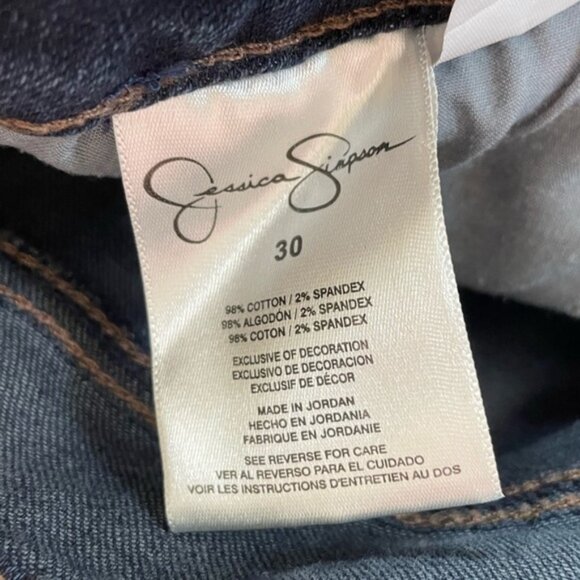 Jessica Simpson
30
98% COTTON / 2% SPANDEX
98% ALGODÓN / 2% SPANDEX
98% COTON / 2% SPANDEX
EXCLUSIVE OF DECORATION
EXCLUSIVO DE DECORACION
EXCLUSIF DE DÉCOR
MADE IN JORDAN
HECHO EN JORDANIA
FABRIQUE EN JORDANIE
SEE REVERSE FOR CARE
VER AL REVERSO PARA EL CUIDADO
VOIR LES INSTRUCTIONS D'ENTRETIEN AU DOS